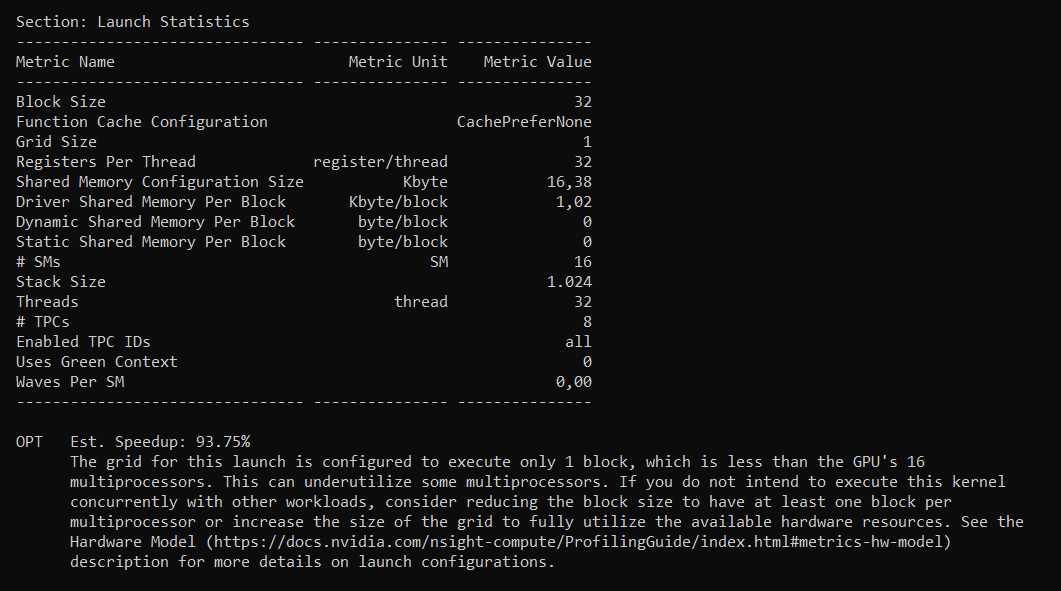 Section: Launch Statistics
-------------------------------- --------------- ---------------
Metric Name                          Metric Unit    Metric Value
-------------------------------- --------------- ---------------
Block Size                                                    32
Function Cache Configuration                     CachePreferNone
Grid Size                                                      1
Registers Per Thread             register/thread              32
Shared Memory Configuration Size           Kbyte           16,38
Driver Shared Memory Per Block       Kbyte/block            1,02
Dynamic Shared Memory Per Block       byte/block               0
Static Shared Memory Per Block        byte/block               0
# SMs                                         SM              16
Stack Size                                                 1.024
Threads                                   thread              32
# TPCs                                                         8
Enabled TPC IDs                                              all
Uses Green Context                                             0
Waves Per SM                                                0,00
-------------------------------- --------------- ---------------
OPT   Est. Speedup: 93.75%
The grid for this launch is configured to execute only 1 block, which is less than the GPU's 16
multiprocessors. This can underutilize some multiprocessors. If you do not intend to execute this kernel
concurrently with other workloads, consider reducing the block size to have at least one block per
multiprocessor or increase the size of the grid to fully utilize the available hardware resources. See the
Hardware Model (https://docs.nvidia.com/nsight-compute/ProfilingGuide/index.html#metrics-hw-model)
description for more details on launch configurations.